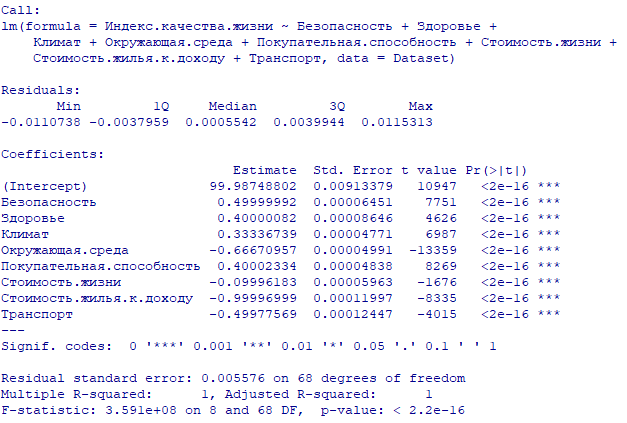 Call:
lm(formula = Индекс.качества.жизни ~ Безопасность + Здоровье +
    Климат + Окружающая.среда + Покупательная.способность + Стоимость.жизни +
    Стоимость.жилья.к.доходу + Транспорт, data = Dataset)

Residuals:
       Min         1Q     Median         3Q        Max
-0.0110738 -0.0037959  0.0005542  0.0039944  0.0115313

Coefficients:
                             Estimate  Std. Error t value Pr(>|t|)
(Intercept)               99.98748802  0.00913379   10947   <2e-16 ***
Безопасность               0.49999992  0.00006451    7751   <2e-16 ***
Здоровье                   0.40000082  0.00008646    4626   <2e-16 ***
Климат                     0.33336739  0.00004771    6987   <2e-16 ***
Окружающая.среда          -0.66670957  0.00004991  -13359   <2e-16 ***
Покупательная.способность  0.40002334  0.00004838    8269   <2e-16 ***
Стоимость.жизни           -0.09996183  0.00005963   -1676   <2e-16 ***
Стоимость.жилья.к.доходу  -0.99996999  0.00011997   -8335   <2e-16 ***
Транспорт                 -0.49977569  0.00012447   -4015   <2e-16 ***
---
Signif. codes:  0 '***' 0.001 '**' 0.01 '*' 0.05 '.' 0.1 ' ' 1

Residual standard error: 0.005576 on 68 degrees of freedom
Multiple R-squared:      1, Adjusted R-squared:      1
F-statistic: 3.591e+08 on 8 and 68 DF,  p-value: < 2.2e-16